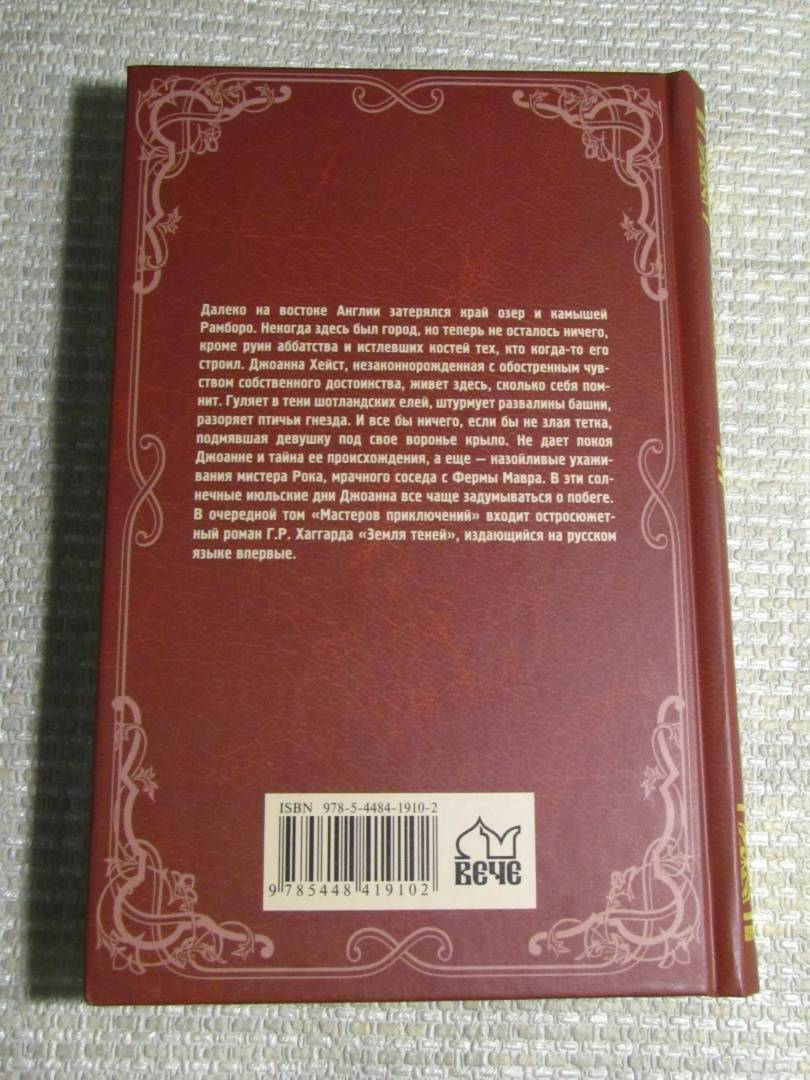 Далеко на востоке Англии затерялся край озер и камышей
Рамборо. Некогда здесь был город, но теперь не осталось ничего,
кроме руин аббатства и истлевших костей тех, кто когда-то его
строил. Джоанна Хейст, незаконнорожденная с обостренным чув-
ством собственного достоинства, живет здесь, сколько себя пом-
нит. Гуляет в тени шотландских елей, штурмует развалины башни,
разоряет птичьи гнезда. И все бы ничего, если бы не злая тетка,
подмявшая девушку под свое воронье крыло. Не дает покоя
Джоанне и тайна ее происхождения, а еще — назойливые ухажи-
вания мистера Рока, мрачного соседа с Фермы Мавра. В эти сол-
нечные июльские дни Джоанна все чаще задумываться о побеге.
В очередной том «Мастеров приключений» входит остросюжет-
ный роман Г.Р. Хаггарда «Земля теней», издающийся на русском
языке впервые.
ISBN 978-5-4484-1910-2
9 785448 419102
ВЕЧЕ